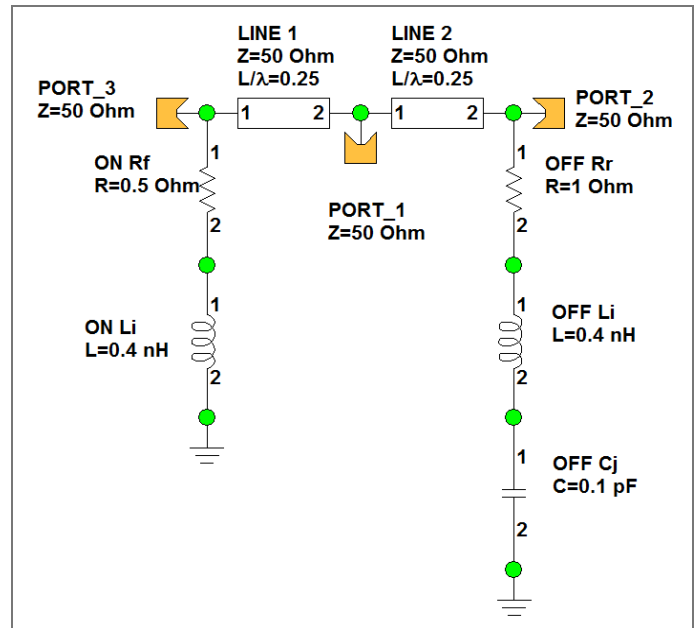 LINE 1
Z=50 Ohm
L/λ=0.25
LINE 2
Z=50 Ohm
L/λ=0.25
PORT_3
Z=50 Ohm
1
2
1
2
PORT_2
Z=50 Ohm
PORT_1
Z=50 Ohm
ON Rf
R=0.5 Ohm
1
2
OFF Rr
R=1 Ohm
1
2
ON Li
L=0.4 nH
1
2
OFF Li
L=0.4 nH
1
2
OFF Cj
C=0.1 pF
1
2